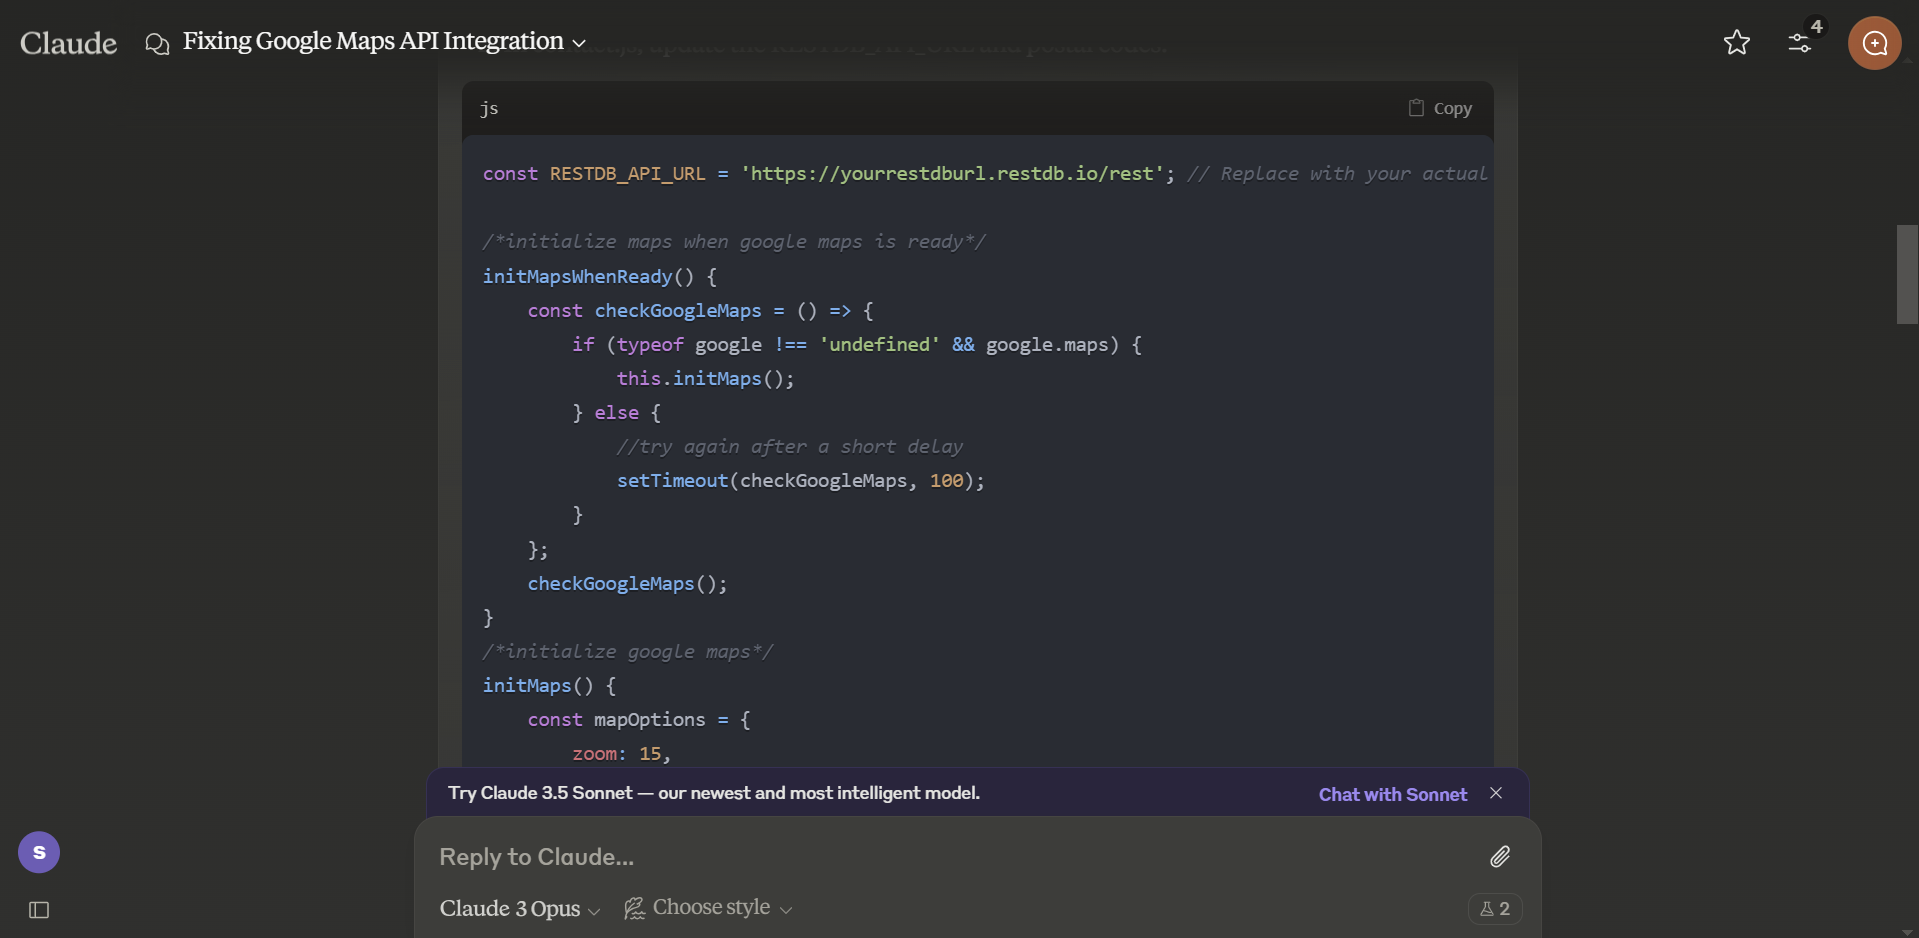 Claude
Fixing Google Maps API Integration
4
js
Copy
const RESTDB_API_URL = 'https://yourrestdburl.restdb.io/rest'; // Replace with your actual
/*initialize maps when google maps is ready*/
initMapsWhenReady() {
    const checkGoogleMaps = () => {
        if (typeof google !== 'undefined' && google.maps) {
            this.initMaps();
        } else {
            //try again after a short delay
            setTimeout(checkGoogleMaps, 100);
        }
    };
    checkGoogleMaps();
}
/*initialize google maps*/
initMaps() {
    const mapOptions = {
        zoom: 15,
Try Claude 3.5 Sonnet — our newest and most intelligent model.
Chat with Sonnet
S
Reply to Claude...
Claude 3 Opus
Choose style
2